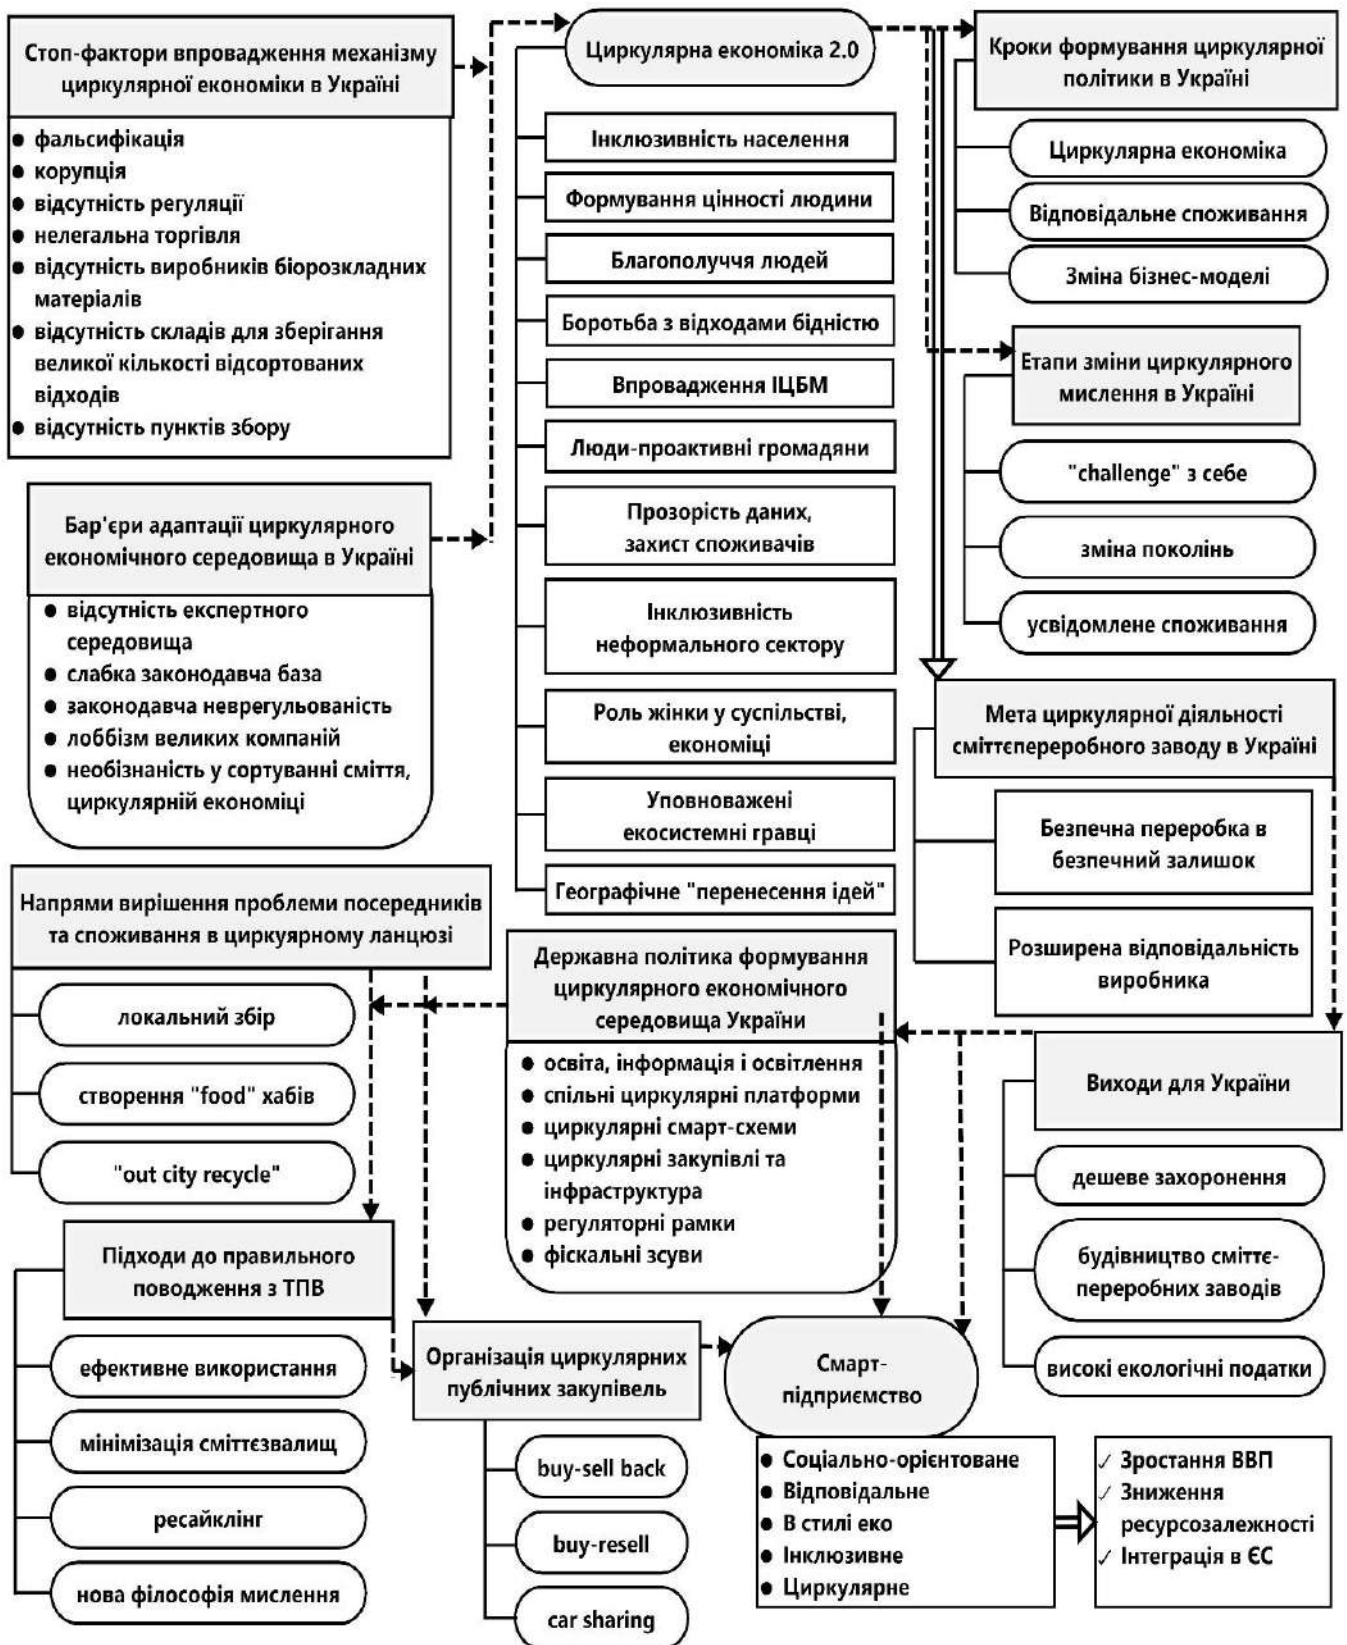 Стоп-фактори впровадження механізму
циркулярної економіки в Україні
● фальсифікація
● корупція
● відсутність регуляції
● нелегальна торгівля
● відсутність виробників біорозкладних
матеріалів
● відсутність складів для зберігання
великої кількості відсортованих
відходів
● відсутність пунктів збору
Бар'єри адаптації циркулярного
економічного середовища в Україні
● відсутність експертного
середовища
● слабка законодавча база
● законодавча неврегульованість
● лоббізм великих компаній
● необізнаність у сортуванні сміття,
циркулярній економіці
Циркулярна економіка 2.0
Інклюзивність населення
Формування цінності людини
Благополуччя людей
Боротьба з відходами бідністю
Впровадження ІЦБМ
Люди-проактивні громадяни
Прозорість даних,
захист споживачів
Інклюзивність
неформального сектору
Роль жінки у суспільстві,
економіці
Уповноважені
екосистемні гравці
Географічне "перенесення ідей"
Кроки формування циркулярної
політики в Україні
Циркулярна економіка
Відповідальне споживання
Зміна бізнес-моделі
Етапи зміни циркулярного
мислення в Україні
"challenge" з себе
зміна поколінь
усвідомлене споживання
Мета циркулярної діяльності
сміттєпереробного заводу в Україні
Безпечна переробка в
безпечний залишок
Розширена відповідальність
виробника
Напрями вирішення проблеми посередників
та споживання в циркуярному ланцюзі
локальний збір
створення "food" хабів
"out city recycle"
Державна політика формування
циркулярного економічного
середовища України
● освіта, інформація і освітлення
● спільні циркулярні платформи
● циркулярні смарт-схеми
● циркулярні закупівлі та
інфраструктура
● регуляторні рамки
● фіскальні зсуви
Виходи для України
дешеве захоронення
будівництво смітте-
переробних заводів
високі екологічні податки
Підходи до правильного
поводження з ТПВ
ефективне використання
мінімізація сміттєзвалищ
ресайклінг
нова філософія мислення
Організація циркулярних
публічних закупівель
buy-sell back
buy-resell
car sharing
Смарт-
підприємство
● Соціально-орієнтоване
● Відповідальне
● В стилі еко
● Інклюзивне
● Циркулярне
✓ Зростання ВВП
✓ Зниження
ресурсозалежності
✓ Інтеграція в ЄС